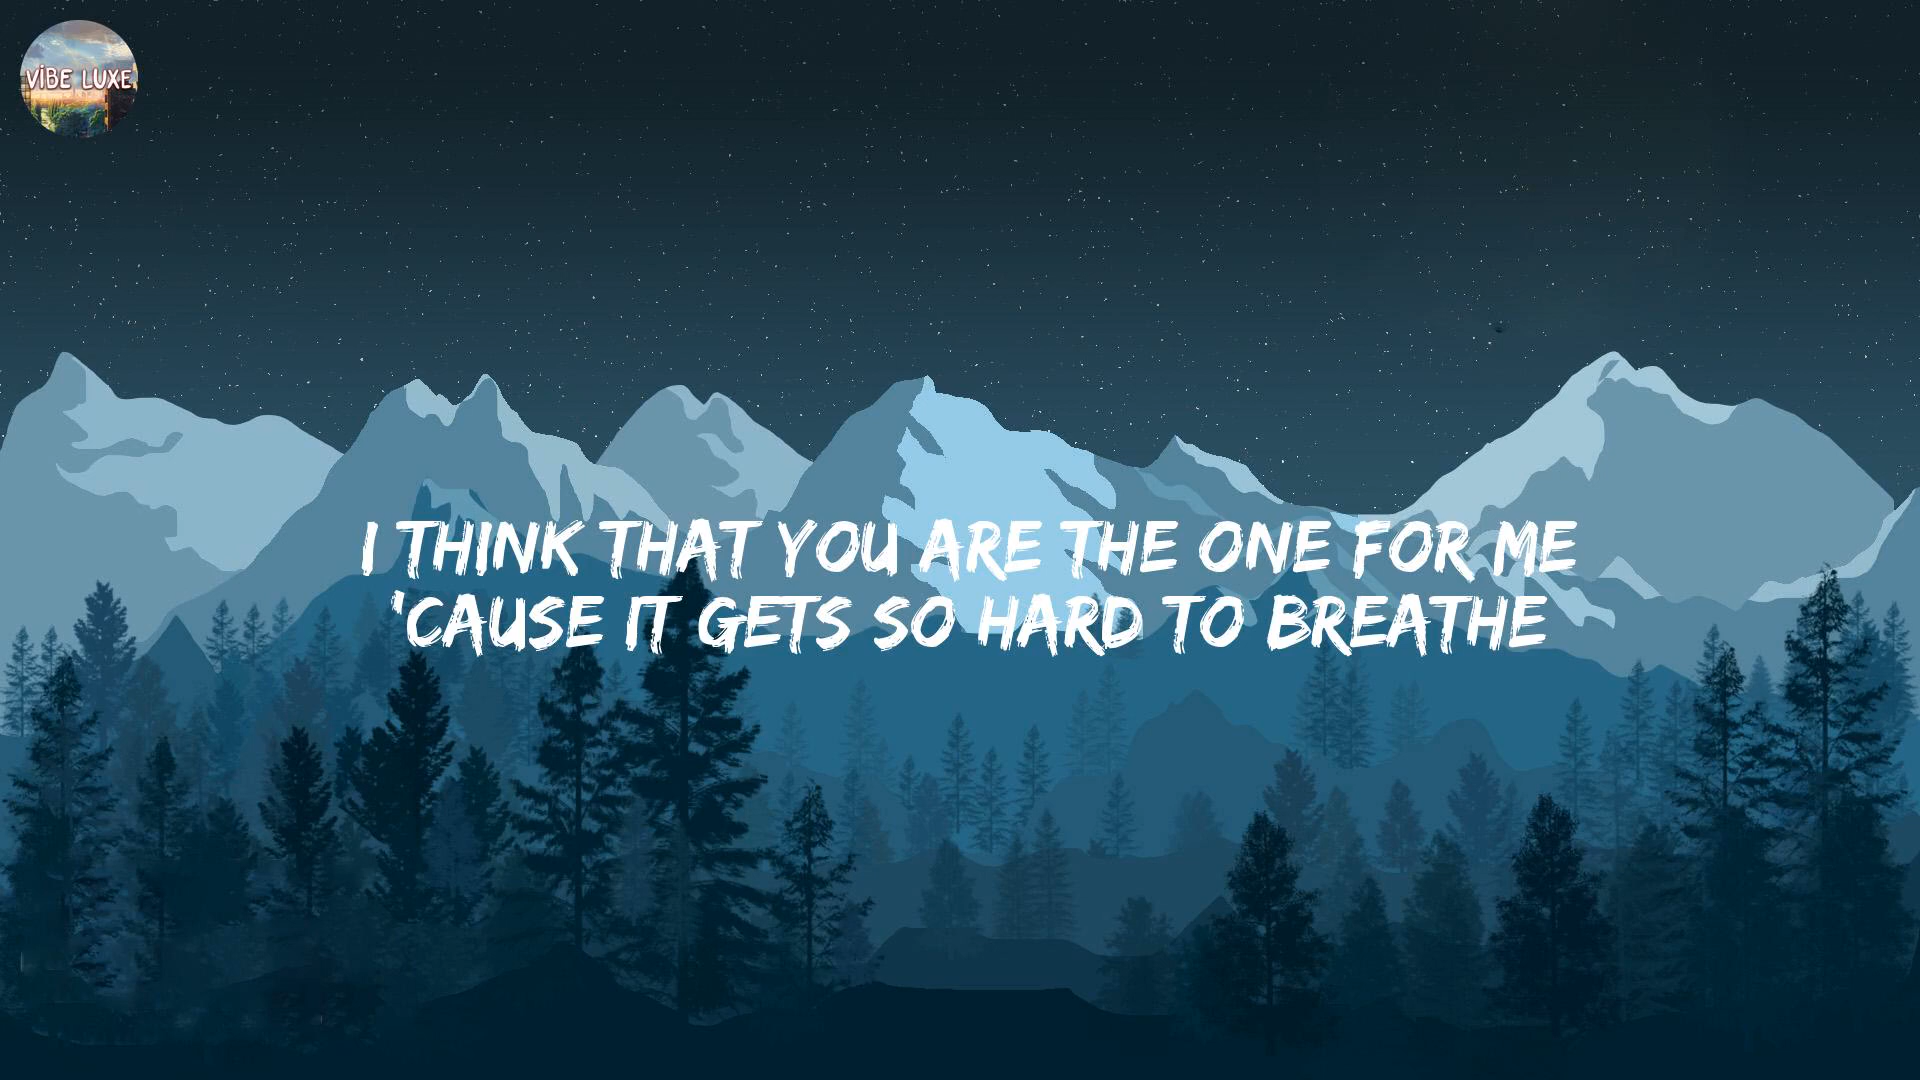 VIBE LUXE
I THINK THAT YOU ARE THE ONE FOR ME
'CAUSE IT GETS SO HARD TO BREATHE